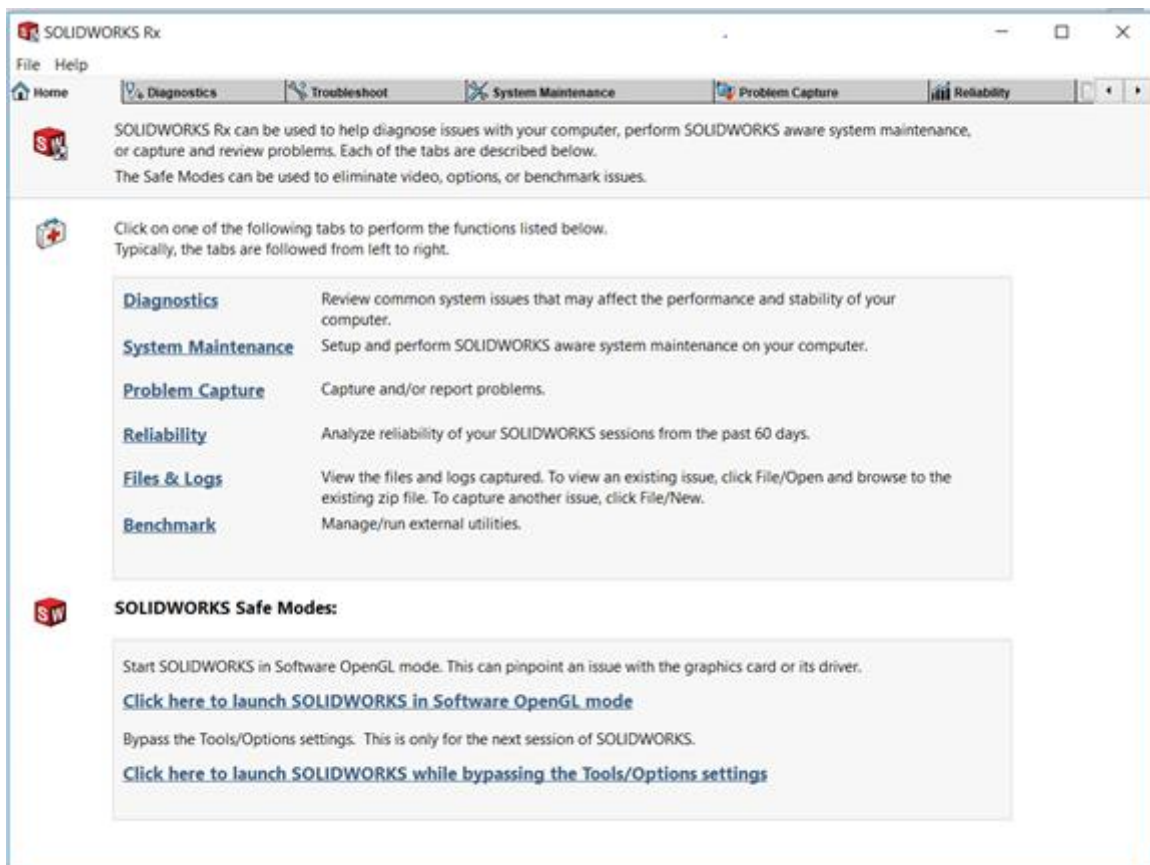 SOLIDWORKS Rx
File Help
Home Diagnostics Troubleshoot System Maintenance Problem Capture Reliability
SOLIDWORKS Rx can be used to help diagnose issues with your computer, perform SOLIDWORKS aware system maintenance,
or capture and review problems. Each of the tabs are described below.
The Safe Modes can be used to eliminate video, options, or benchmark issues.
Click on one of the following tabs to perform the functions listed below.
Typically, the tabs are followed from left to right.
Diagnostics Review common system issues that may affect the performance and stability of your
computer.
System Maintenance Setup and perform SOLIDWORKS aware system maintenance on your computer.
Problem Capture Capture and/or report problems.
Reliability Analyze reliability of your SOLIDWORKS sessions from the past 60 days.
Files & Logs View the files and logs captured. To view an existing issue, click File/Open and browse to the
existing zip file. To capture another issue, click File/New.
Benchmark Manage/run external utilities.
SW SOLIDWORKS Safe Modes:
Start SOLIDWORKS in Software OpenGL mode. This can pinpoint an issue with the graphics card or its driver.
Click here to launch SOLIDWORKS in Software OpenGL mode
Bypass the Tools/Options settings. This is only for the next session of SOLIDWORKS.
Click here to launch SOLIDWORKS while bypassing the Tools/Options settings